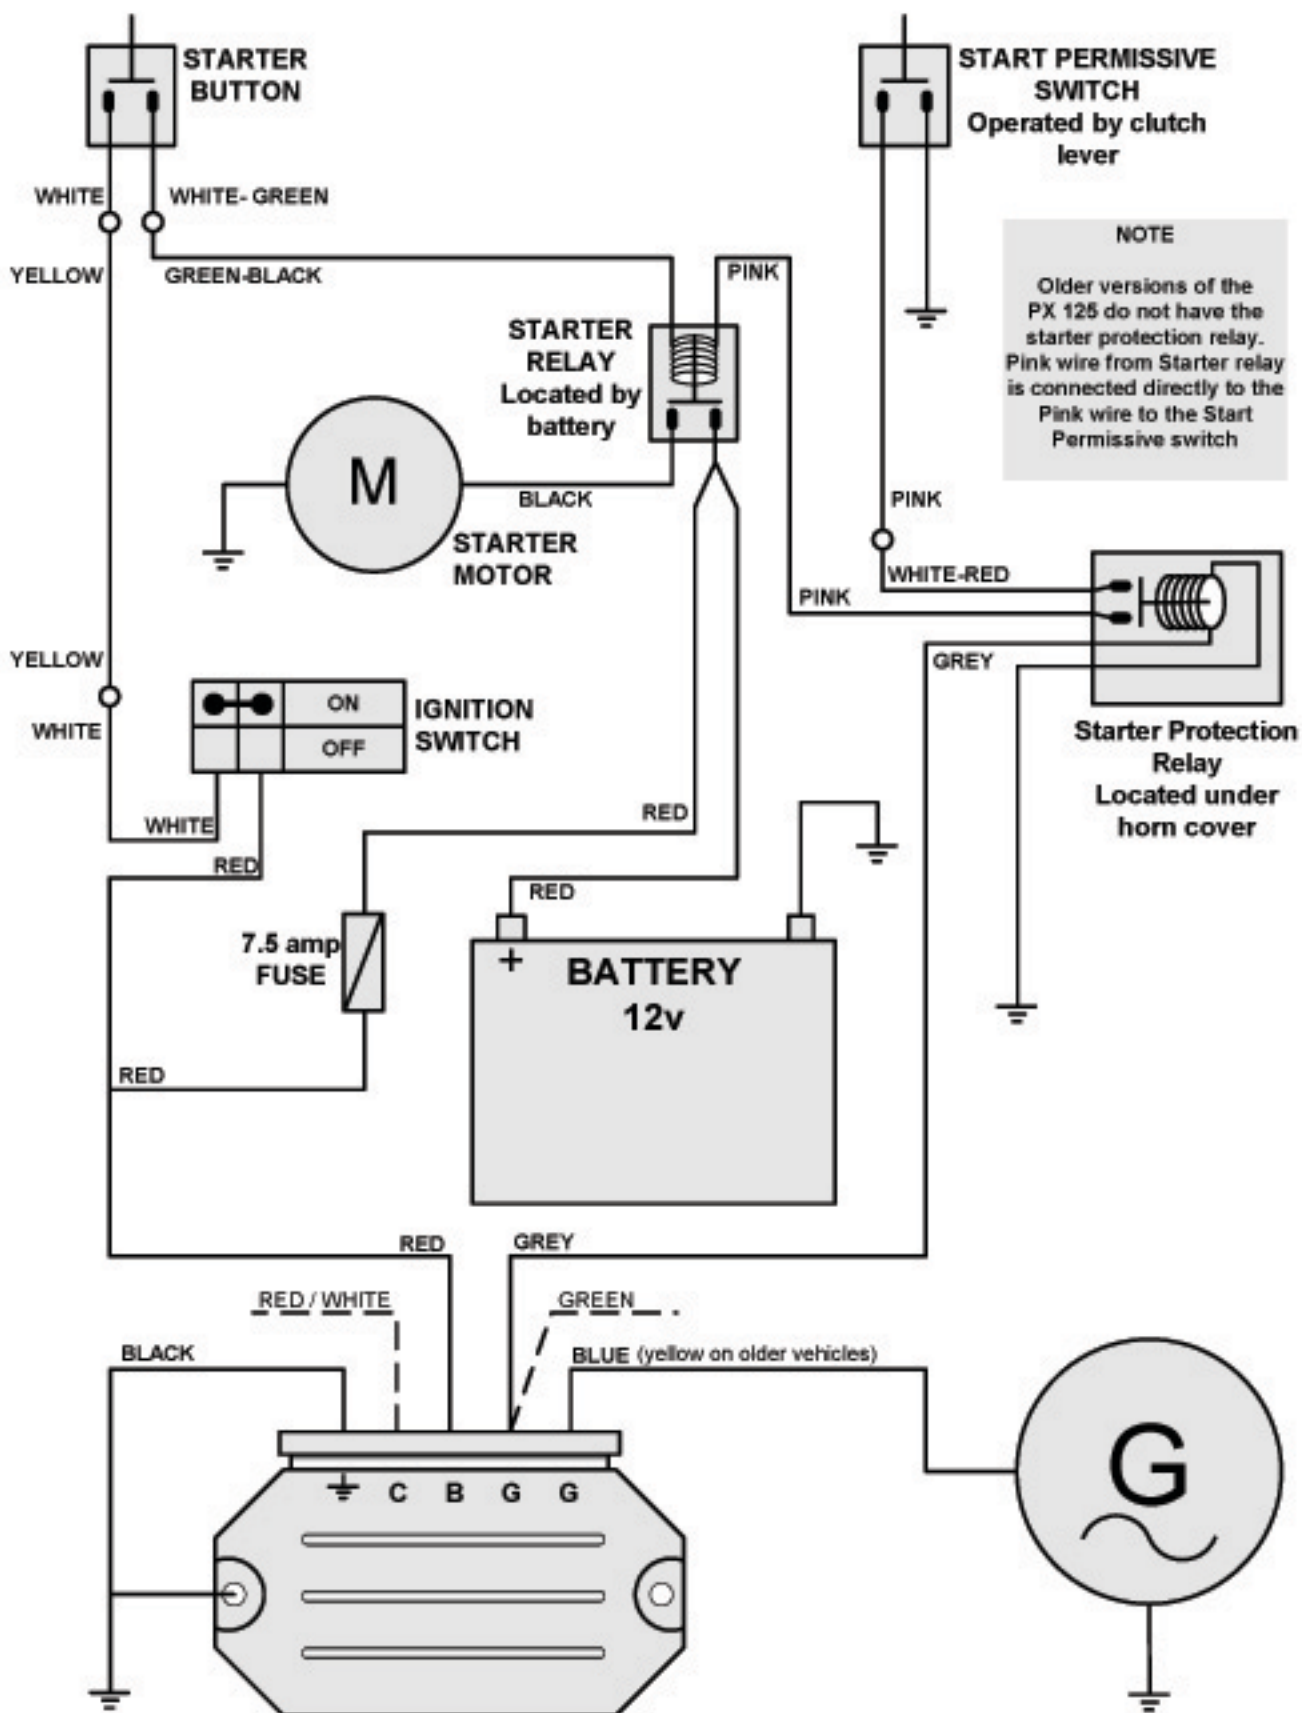 STARTER
BUTTON
START PERMISSIVE
SWITCH
Operated by clutch
lever
WHITE
WHITE- GREEN
YELLOW
GREEN-BLACK
PINK
NOTE
Older versions of the
PX 125 do not have the
starter protection relay.
Pink wire from Starter relay
is connected directly to the
Pink wire to the Start
Permissive switch
STARTER
RELAY
Located by
battery
M
BLACK
STARTER
MOTOR
PINK
WHITE-RED
PINK
GREY
YELLOW
WHITE
ON
OFF
IGNITION
SWITCH
Starter Protection
Relay
Located under
horn cover
WHITE
RED
RED
RED
7.5 amp
FUSE
+
BATTERY
12v
RED
RED
GREY
RED / WHITE
GREEN
BLACK
BLUE (yellow on older vehicles)
C B G G
G